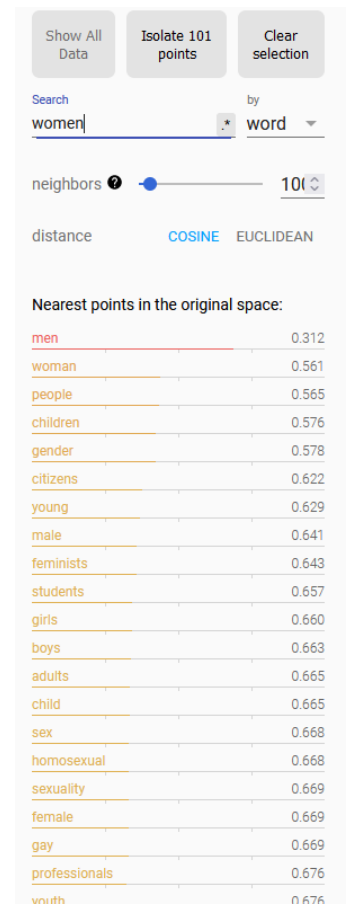 Show All Data
Isolate 101 points
Clear selection
Search
by
women
.*
word
neighbors ?
100
distance
COSINE
EUCLIDEAN
Nearest points in the original space:
men 0.312
woman 0.561
people 0.565
children 0.576
gender 0.578
citizens 0.622
young 0.629
male 0.641
feminists 0.643
students 0.657
girls 0.660
boys 0.663
adults 0.665
child 0.665
sex 0.668
homosexual 0.668
sexuality 0.669
female 0.669
gay 0.669
professionals 0.676
youth 0.676